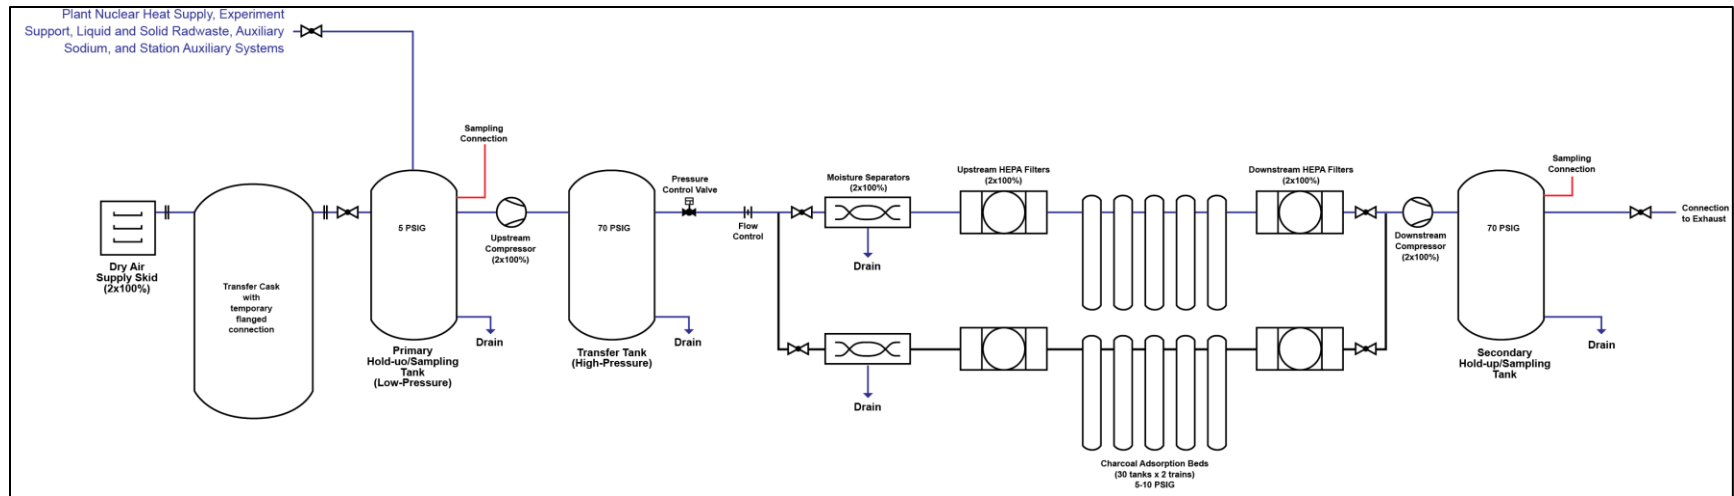 Plant Nuclear Heat Supply, Experiment
Support, Liquid and Solid Radwaste, Auxiliary
Sodium, and Station Auxiliary Systems
Sampling
Connection
Dry Air
Supply Skid
(2x100%)
Transfer Cask
with
temporary
flanged
connection
5 PSIG
Primary
Hold-up/Sampling
Tank
(Low-Pressure)
Drain
Upstream
Compressor
(2x100%)
70 PSIG
Transfer Tank
(High-Pressure)
Drain
Pressure
Control Valve
Flow
Control
Moisture Separators
(2x100%)
Drain
Drain
Upstream HEPA Filters
(2x100%)
Charcoal Adsorption Beds
(30 tanks x 2 trains)
5-10 PSIG
Downstream HEPA Filters
(2x100%)
Downstream
Compressor
(2x100%)
70 PSIG
Secondary
Hold-up/Sampling
Tank
Sampling
Connection
Drain
Connection
to Exhaust